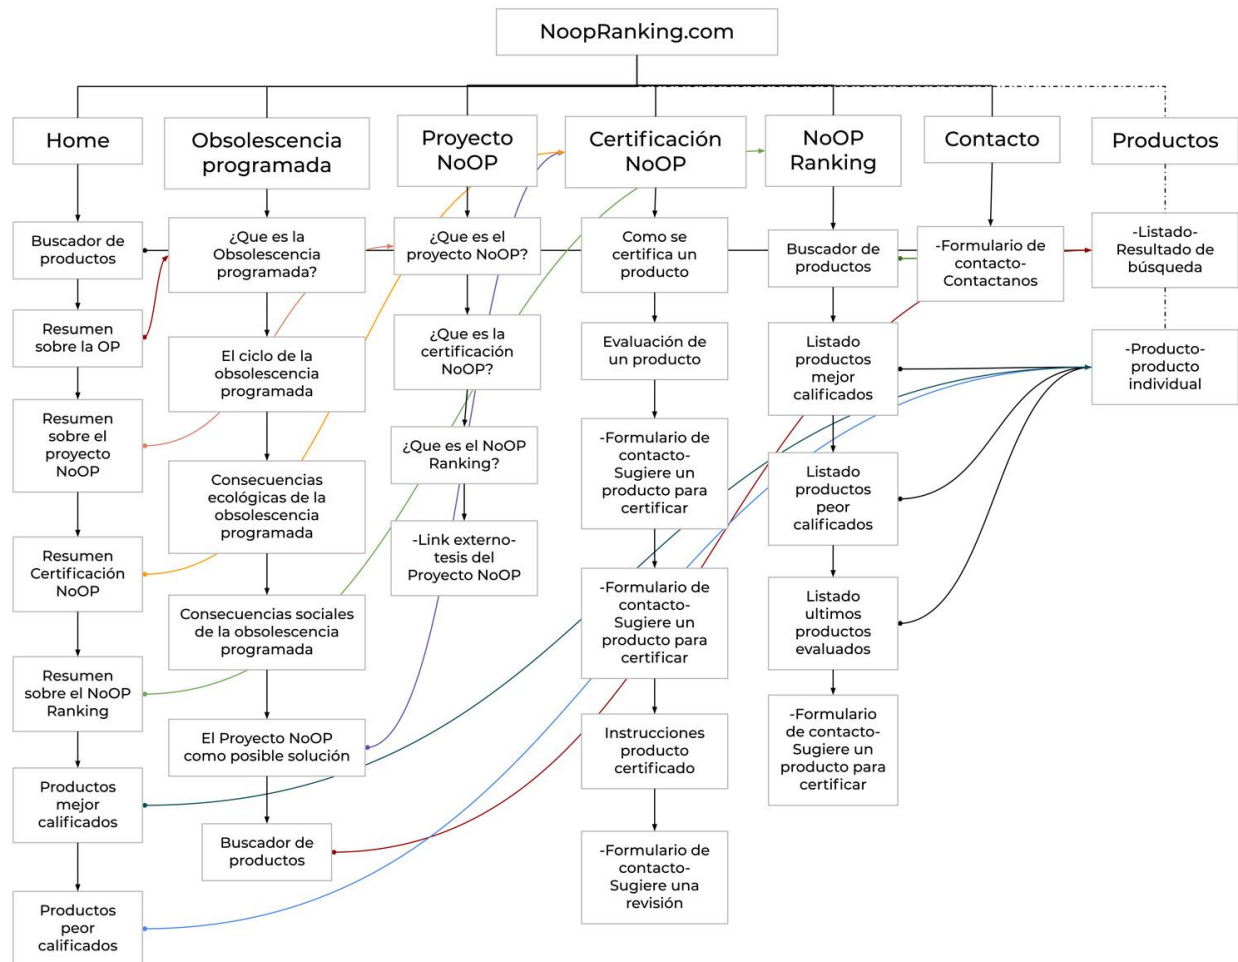 NoopRanking.com
Home
Buscador de
productos
Resumen
sobre la OP
Resumen
sobre el
proyecto
NoOP
Resumen
Certificación
NoOP
Resumen
sobre el NoOP
Ranking
Productos
mejor
calificados
Productos
peor
calificados
Obsolescencia
programada
¿Que es la
Obsolescencia
programada?
El ciclo de la
obsolescencia
programada
Consecuencias
ecológicas de la
obsolescencia
programada
Consecuencias sociales
de la obsolescencia
programada
El Proyecto NoOP
como posible solución
Buscador de
productos
Proyecto
NoOP
¿Que es el
proyecto NoOP?
¿Que es la
certificación
NoOP?
¿Que es el NoOP
Ranking?
-Link externo-
tesis del
Proyecto NoOP
Certificación
NoOP
Como se
certifica un
producto
Evaluación de
un producto
-Formulario de
contacto-
Sugiere un
producto para
certificar
-Formulario de
contacto-
Sugiere un
producto para
certificar
Instrucciones
producto
certificado
-Formulario de
contacto-
Sugiere una
revisión
NoOP
Ranking
Buscador de
productos
Listado
productos
mejor
calificados
Listado
productos
peor
calificados
Listado
ultimos
productos
evaluados
-Formulario
de contacto-
Sugiere un
producto para
certificar
Contacto
-Formulario de
contacto-
Contactanos
Productos
-Listado-
Resultado de
búsqueda
-Producto-
producto
individual